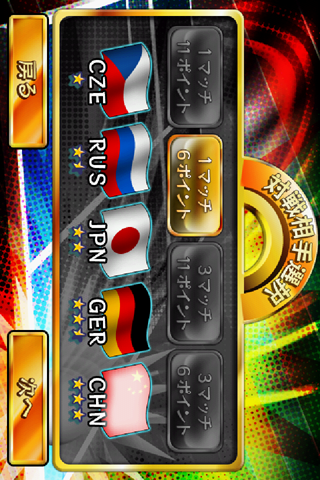 対戦相手選択
1マッチ
11ポイント
1マッチ
6ポイント
3マッチ
11ポイント
3マッチ
6ポイント
CZE
RUS
JPN
GER
CHN
戻る
次へ